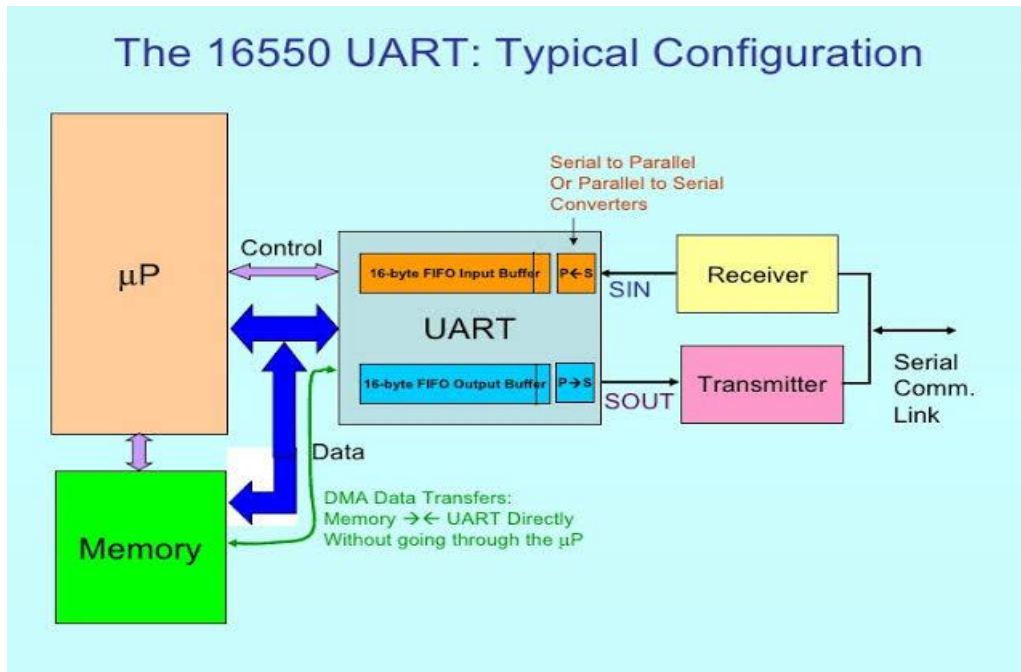 The 16550 UART: Typical Configuration
Serial to Parallel
Or Parallel to Serial
Converters
μP
Control
16-byte FIFO Input Buffer
P←S
SIN
Receiver
UART
16-byte FIFO Output Buffer
P→S
SOUT
Transmitter
Serial
Comm.
Link
Data
Memory
DMA Data Transfers:
Memory →← UART Directly
Without going through the μP